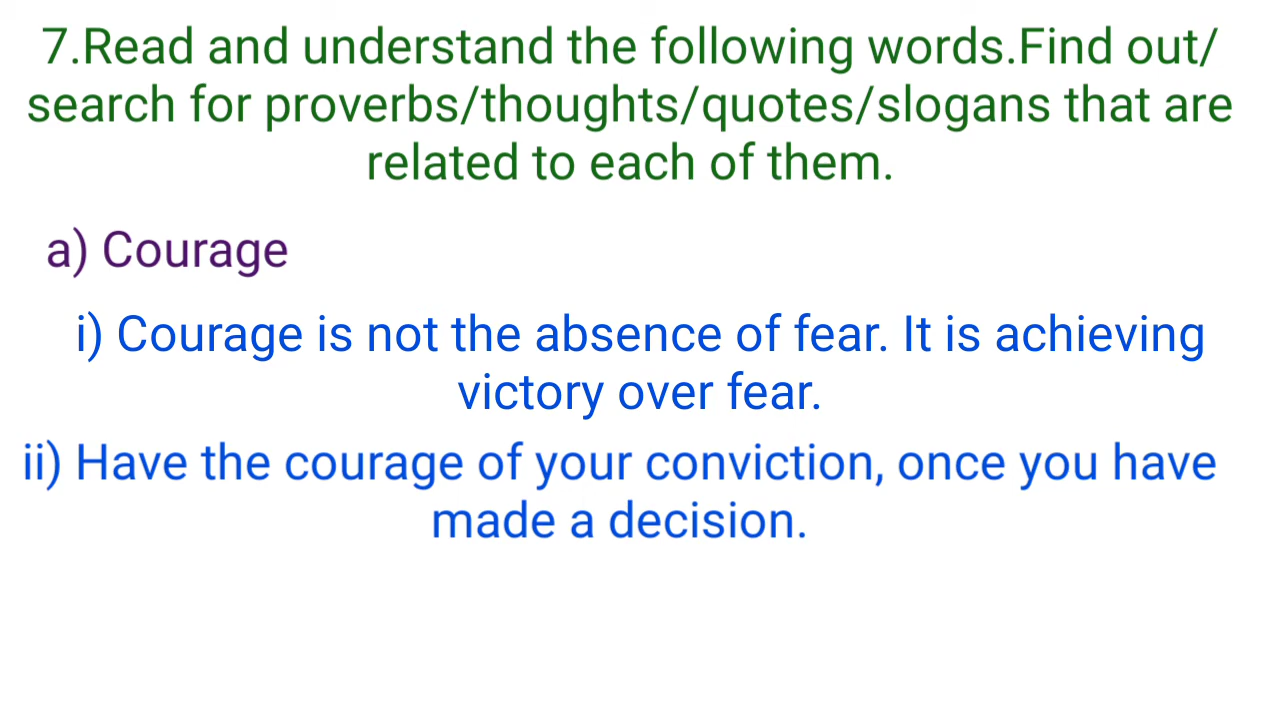 7.Read and understand the following words.Find out/
search for proverbs/thoughts/quotes/slogans that are
related to each of them.
a) Courage
i) Courage is not the absence of fear. It is achieving
victory over fear.
ii) Have the courage of your conviction, once you have
made a decision.